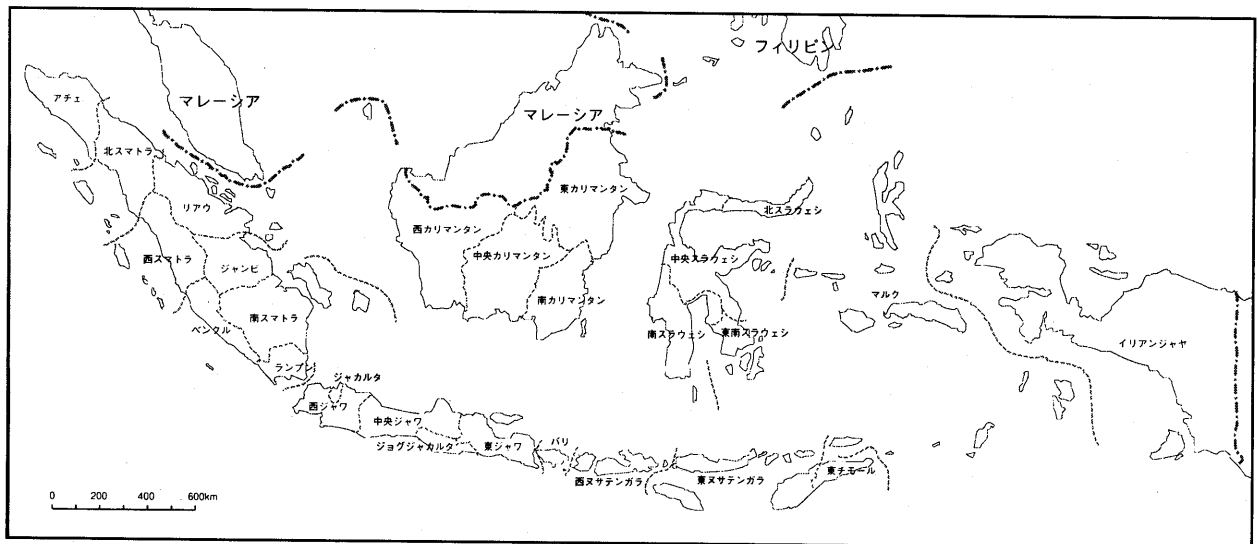 フィリピン
マレーシア
アチェ
マレーシア
北スマトラ
東カリマンタン
リアウ
北スラウェシ
西カリマンタン
西スマトラ
中央カリマンタン
中央スラウェシ
ジャンビ
マルク
南カリマンタン
南スマトラ
ベンクル
南スラウェシ
東南スラウェシ
イリアンジャヤ
ランプン
ジャカルタ
西ジャワ
中央ジャワ
ジョグジャカルタ
東ジャワ
バリ
西ヌサテンガラ
東ヌサテンガラ
東チモール
0 200 400 600km